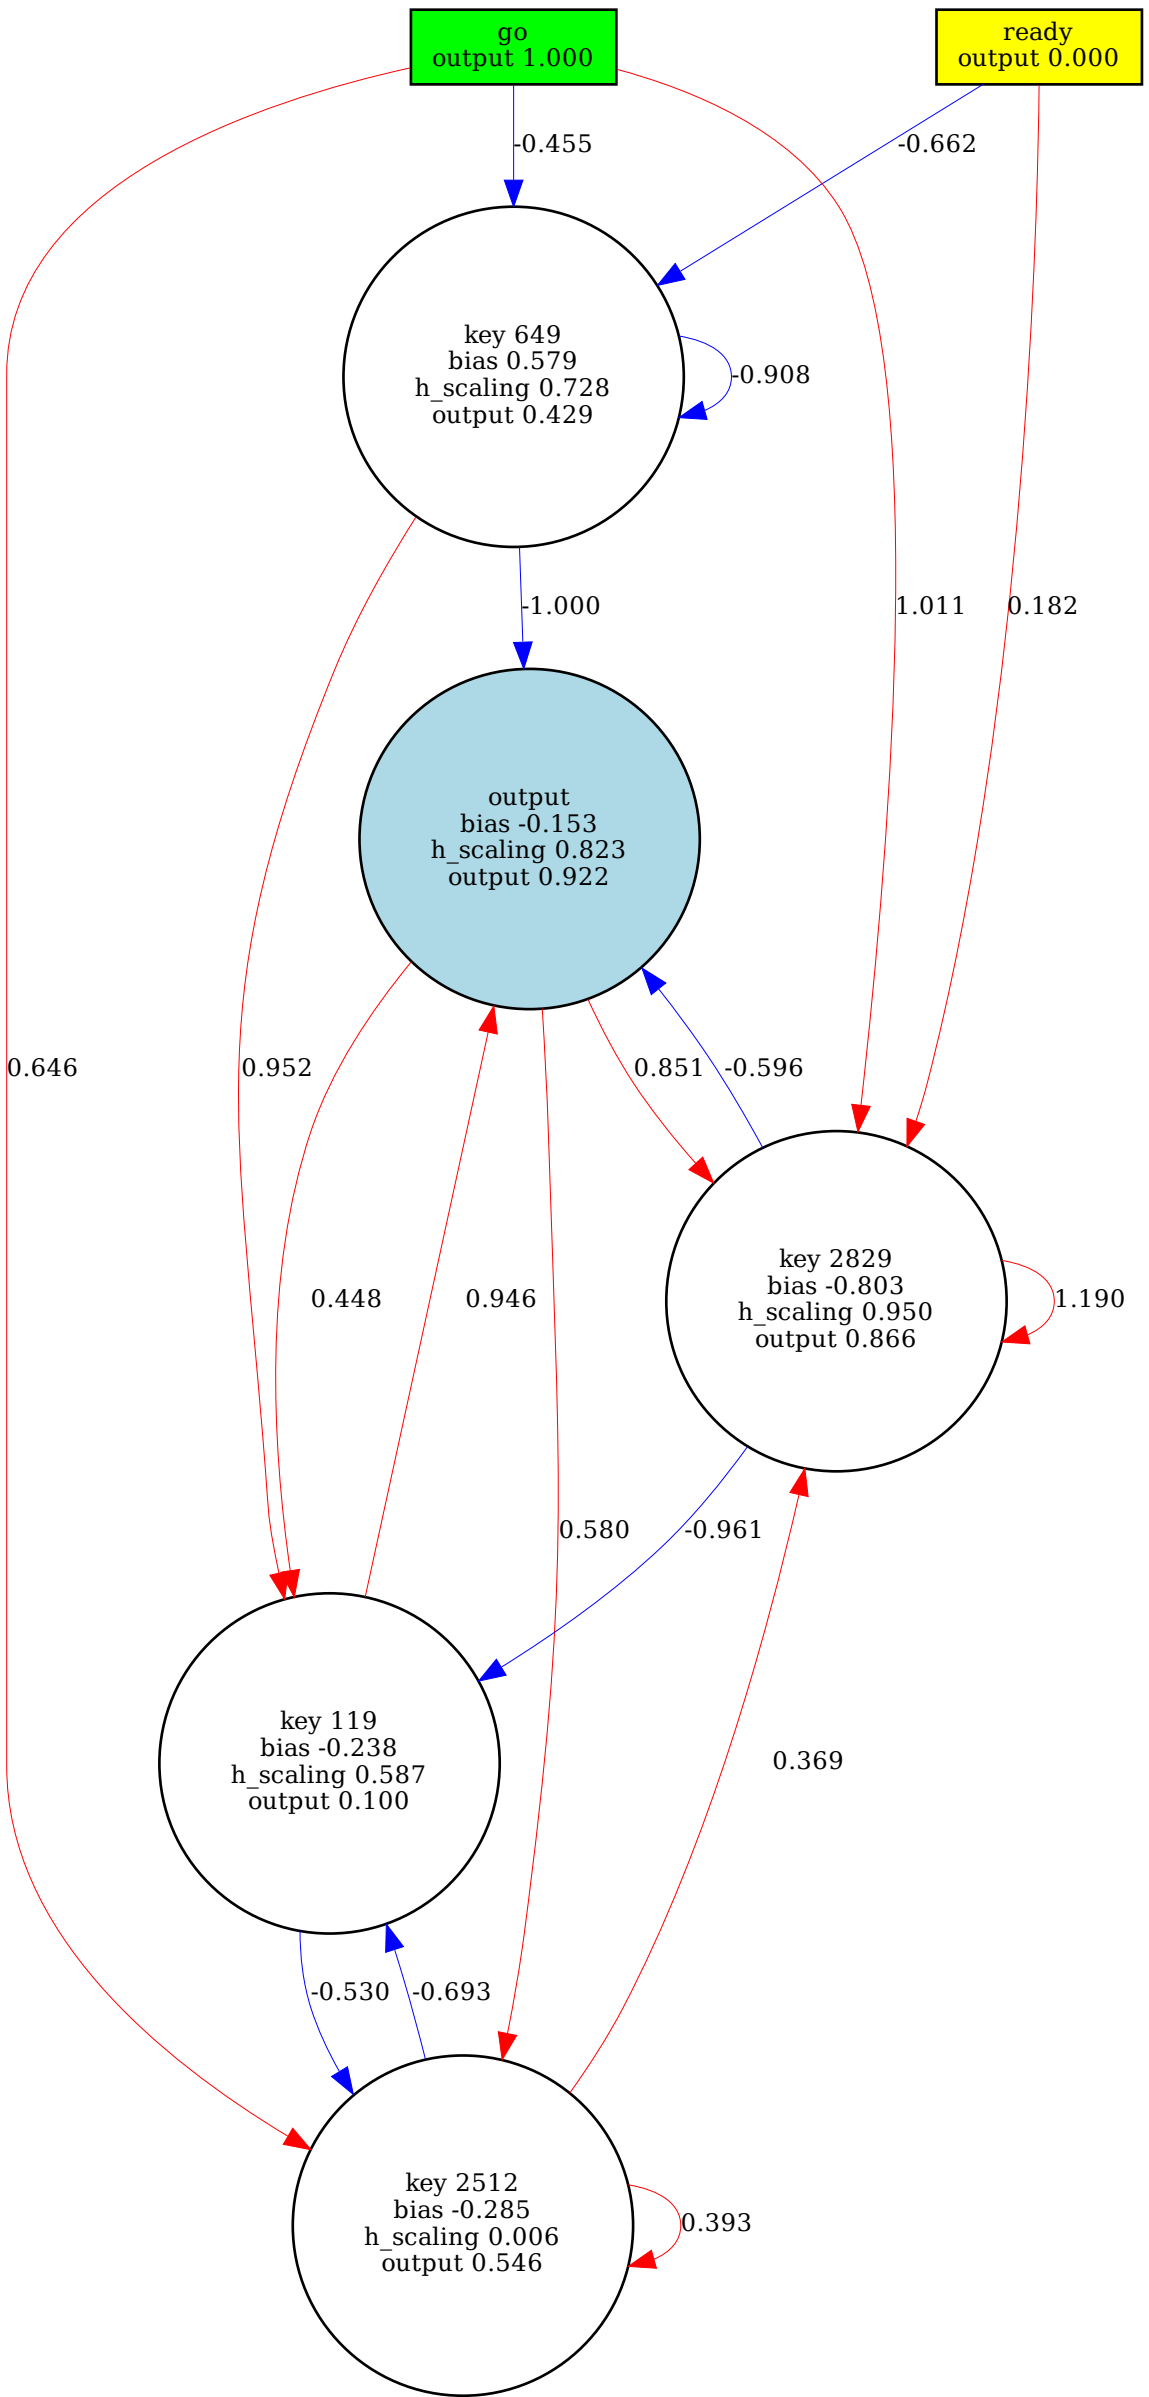 go
output 1.000
ready
output 0.000
-0.455
-0.662
key 649
bias 0.579
h_scaling 0.728
output 0.429
-0.908
-1.000
1.011
0.182
output
bias -0.153
h_scaling 0.823
output 0.922
0.646
0.952
0.851
-0.596
key 2829
bias -0.803
h_scaling 0.950
output 0.866
0.448
0.946
1.190
0.580
-0.961
key 119
bias -0.238
h_scaling 0.587
output 0.100
0.369
-0.530
-0.693
key 2512
bias -0.285
h_scaling 0.006
output 0.546
0.393